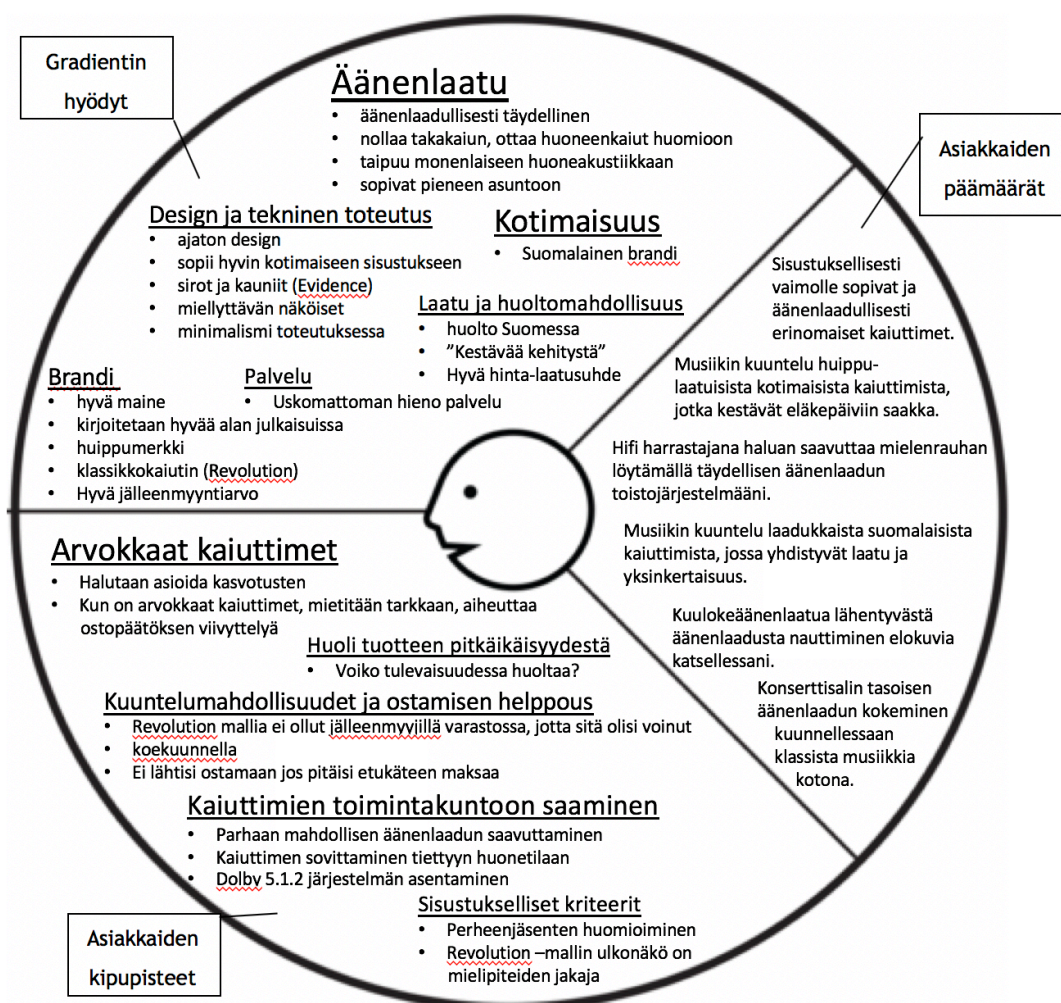 Gradientin
hyödyt
Äänenlaatu
• äänenlaadullisesti täydellinen
• nollaa takakaiun, ottaa huoneenkaiut huomioon
• taipuu monenlaiseen huoneakustiikkaan
• sopivat pieneen asuntoon
Design ja tekninen toteutus
• ajaton design
• sopii hyvin kotimaiseen sisustukseen
• sirot ja kauniit (Evidence)
• miellyttävän näköiset
• minimalismi toteutuksessa
Kotimaisuus
• Suomalainen brandi
Laatu ja huoltomahdollisuus
• huolto Suomessa
• ”Kestävää kehitystä”
• Hyvä hinta-laatusuhde
Brandi
• hyvä maine
• kirjoitetaan hyvää alan julkaisuissa
• huippumerkki
• klassikkokaiutin (Revolution)
• Hyvä jälleenmyyntiarvo
Palvelu
• Uskomattoman hieno palvelu
Asiakkaiden
päämäärät
Sisustuksellisesti
vaimolle sopivat ja
äänenlaadullisesti
erinomaiset kaiuttimet.
Musiikin kuuntelu huippu-
laatuisista kotimaisista kaiuttimista,
jotka kestävät eläkepäiviin saakka.
Hifi harrastajana haluan saavuttaa mielenrauhan
löytämällä täydellisen äänenlaadun
toistojärjestelmääni.
Musiikin kuuntelu laadukkaista suomalaisista
kaiuttimista, jossa yhdistyvät laatu ja
yksinkertaisuus.
Kuulokeäänenlaatua lähentyvästä
äänenlaadusta nauttiminen elokuvia
katsellessani.
Konserttisalin tasoisen
äänenlaadun kokeminen
kuunnellessaan
klassista musiikkia
kotona.
Arvokkaat kaiuttimet
• Halutaan asioida kasvotusten
• Kun on arvokkaat kaiuttimet, mietitään tarkkaan, aiheuttaa
ostopäätöksen viivyttelyä
Huoli tuotteen pitkäikäisyydestä
• Voiko tulevaisuudessa huoltaa?
Kuuntelumahdollisuudet ja ostamisen helppous
• Revolution mallia ei ollut jälleenmyyjillä varastossa, jotta sitä olisi voinut
• koekuunnella
• Ei lähtisi ostamaan jos pitäisi etukäteen maksaa
Kaiuttimien toimintakuntoon saaminen
• Parhaan mahdollisen äänenlaadun saavuttaminen
• Kaiuttimen sovittaminen tiettyyn huonetilaan
• Dolby 5.1.2 järjestelmän asentaminen
Sisustukselliset kriteerit
• Perheenjäsenten huomioiminen
• Revolution –mallin ulkonäkö on
mielipiteiden jakaja
Asiakkaiden
kipupisteet